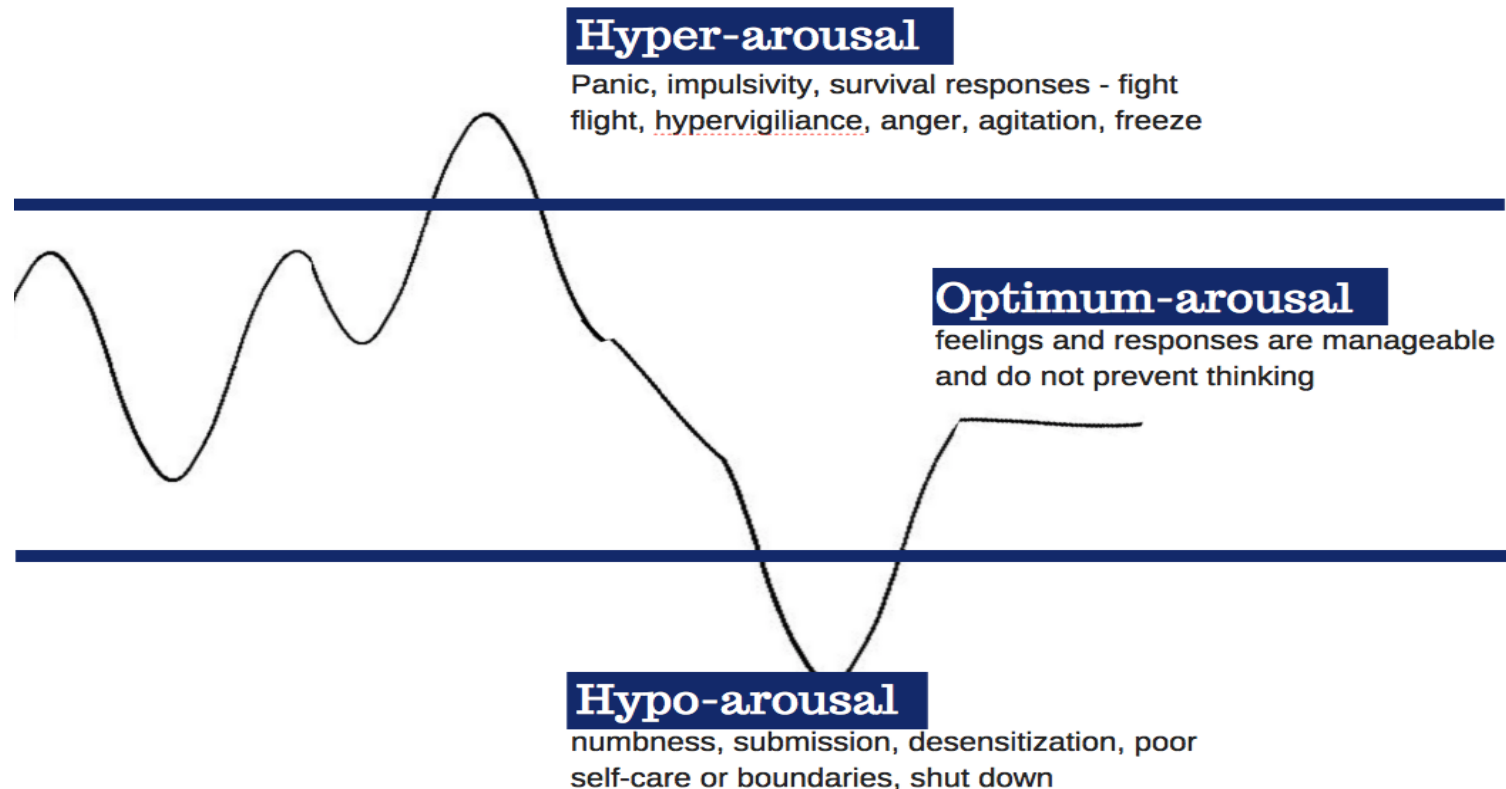 Hyper-arousal
Panic, impulsivity, survival responses - fight
flight, hypervigiliance, anger, agitation, freeze
Optimum-arousal
feelings and responses are manageable
and do not prevent thinking
Hypo-arousal
numbness, submission, desensitization, poor
self-care or boundaries, shut down